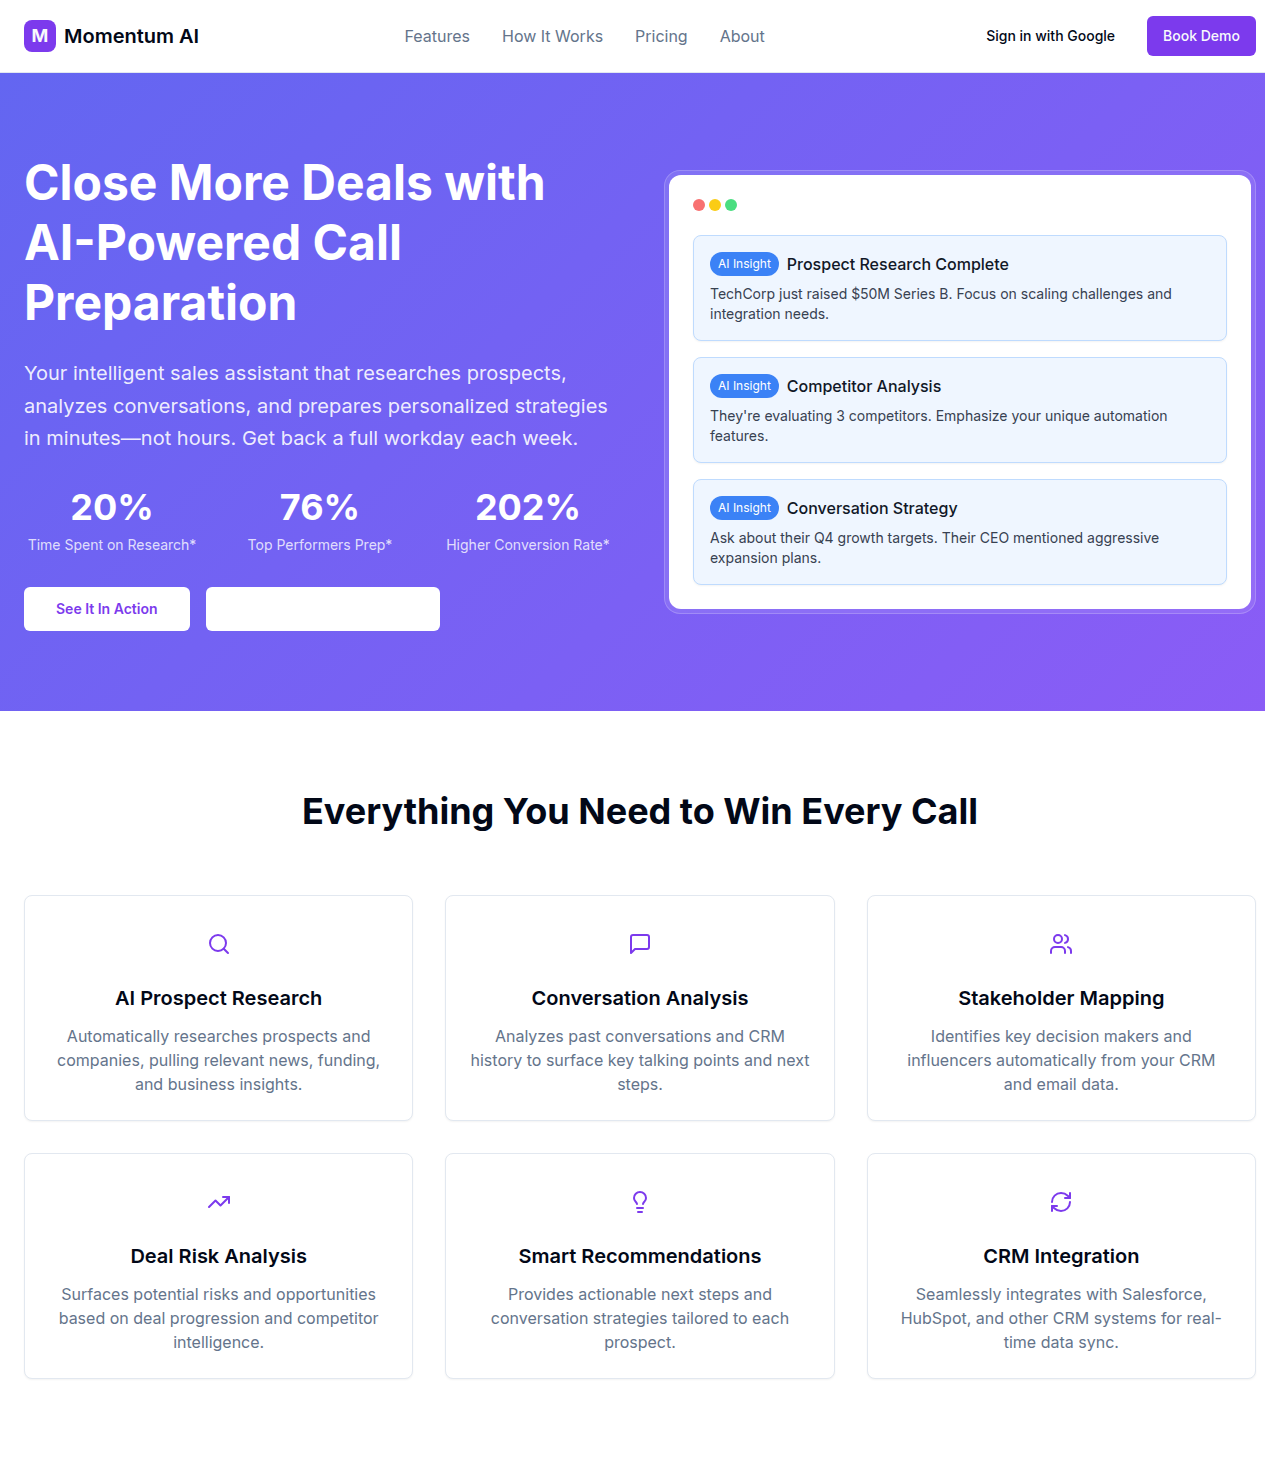 M Momentum AI
Features
How It Works
Pricing
About
Sign in with Google
Book Demo
Close More Deals with
AI-Powered Call
Preparation
Your intelligent sales assistant that researches prospects,
analyzes conversations, and prepares personalized strategies
in minutes—not hours. Get back a full workday each week.
20%
Time Spent on Research*
76%
Top Performers Prep*
202%
Higher Conversion Rate*
See It In Action
AI Insight Prospect Research Complete
TechCorp just raised $50M Series B. Focus on scaling challenges and
integration needs.
AI Insight Competitor Analysis
They're evaluating 3 competitors. Emphasize your unique automation
features.
AI Insight Conversation Strategy
Ask about their Q4 growth targets. Their CEO mentioned aggressive
expansion plans.
Everything You Need to Win Every Call
AI Prospect Research
Automatically researches prospects and
companies, pulling relevant news, funding,
and business insights.
Conversation Analysis
Analyzes past conversations and CRM
history to surface key talking points and next
steps.
Stakeholder Mapping
Identifies key decision makers and
influencers automatically from your CRM
and email data.
Deal Risk Analysis
Surfaces potential risks and opportunities
based on deal progression and competitor
intelligence.
Smart Recommendations
Provides actionable next steps and
conversation strategies tailored to each
prospect.
CRM Integration
Seamlessly integrates with Salesforce,
HubSpot, and other CRM systems for real-
time data sync.